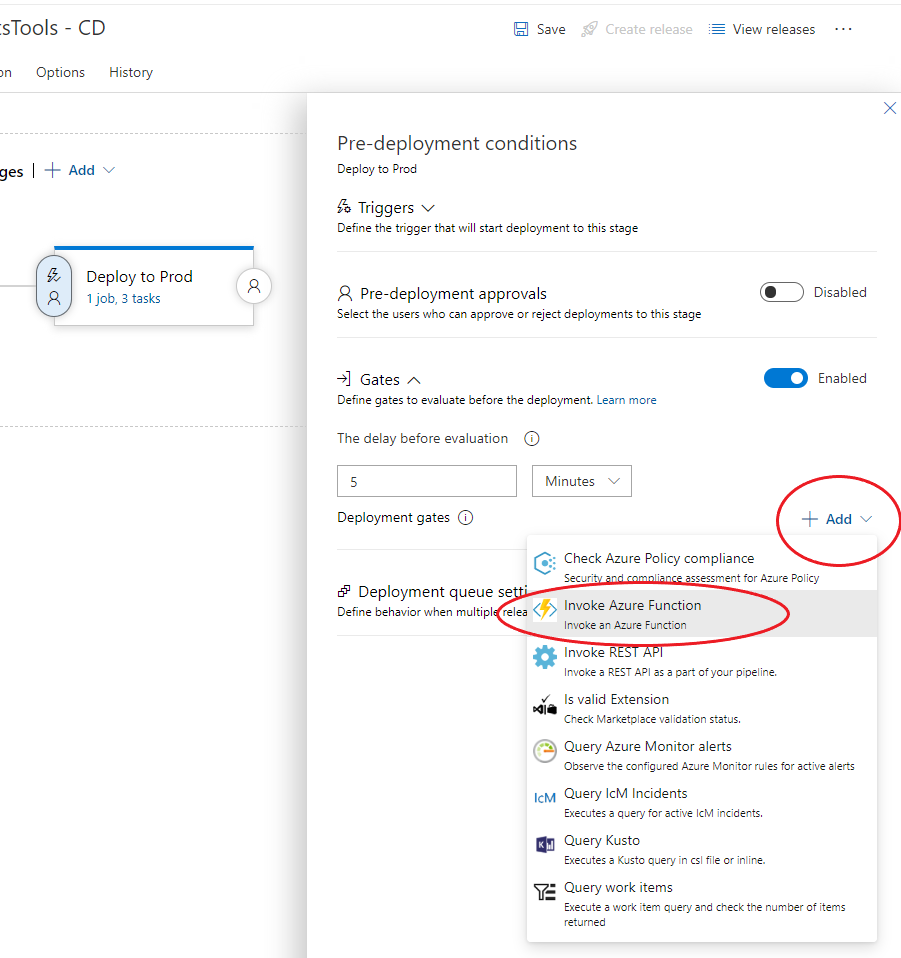 sTools - CD
Save
Create release
View releases
on
Options
History
Pre-deployment conditions
Deploy to Prod
ges
Add
Triggers
Define the trigger that will start deployment to this stage
Deploy to Prod
1 job, 3 tasks
Pre-deployment approvals
Disabled
Select the users who can approve or reject deployments to this stage
Gates
Enabled
Define gates to evaluate before the deployment. Learn more
The delay before evaluation
5
Minutes
Deployment gates
Add
Check Azure Policy compliance
Security and compliance assessment for Azure Policy
Deployment queue setti
Define behavior when multiple relea
Invoke Azure Function
Invoke an Azure Function
Invoke REST API
Invoke a REST API as a part of your pipeline.
Is valid Extension
Check Marketplace validation status.
Query Azure Monitor alerts
Observe the configured Azure Monitor rules for active alerts
IcM
Query IcM Incidents
Executes a query for active IcM incidents.
Query Kusto
Executes a Kusto query in csl file or inline.
Query work items
Execute a work item query and check the number of items
returned